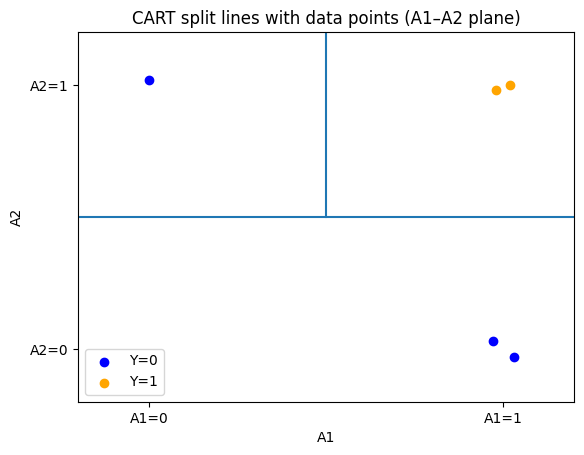 CART split lines with data points (A1–A2 plane)
A2=1
A2
A2=0
Y=0
Y=1
A1=0
A1=1
A1